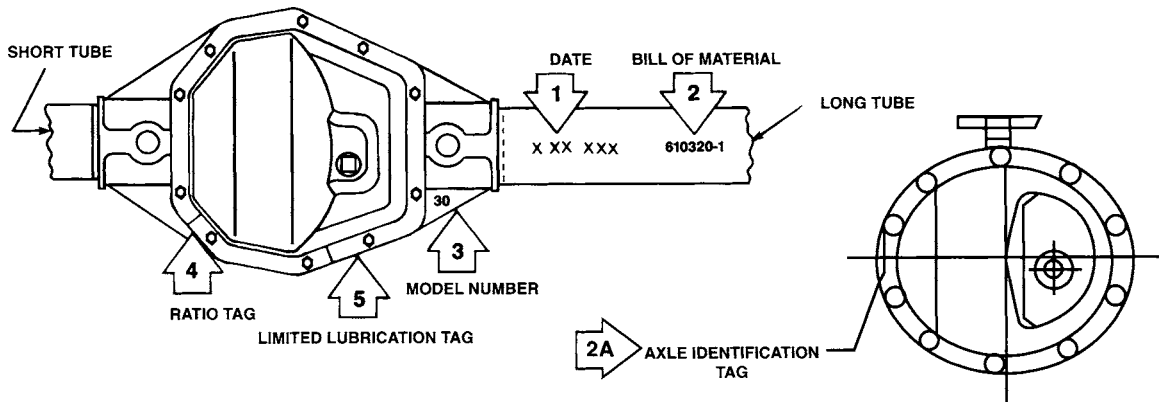 SHORT TUBE
DATE
BILL OF MATERIAL
1
2
LONG TUBE
X XX XXX
610320-1
30
4
3
MODEL NUMBER
5
RATIO TAG
LIMITED LUBRICATION TAG
2A
AXLE IDENTIFICATION
TAG